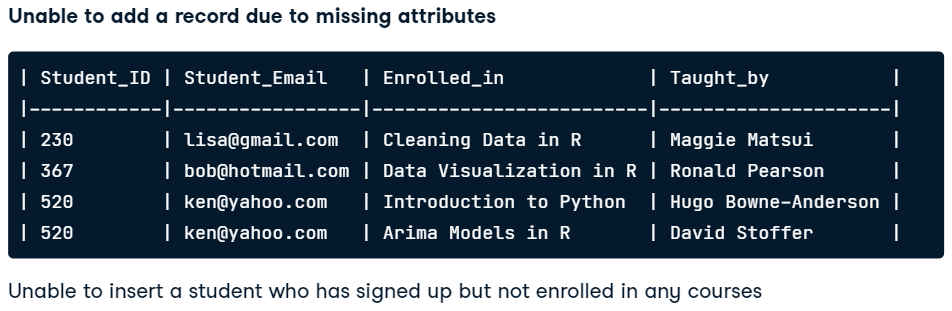 Unable to add a record due to missing attributes
| Student_ID | Student_Email   | Enrolled_in             | Taught_by           |
|------------|-----------------|-------------------------|---------------------|
| 230        | lisa@gmail.com  | Cleaning Data in R      | Maggie Matsui       |
| 367        | bob@hotmail.com | Data Visualization in R | Ronald Pearson      |
| 520        | ken@yahoo.com   | Introduction to Python  | Hugo Bowne-Anderson |
| 520        | ken@yahoo.com   | Arima Models in R       | David Stoffer       |
Unable to insert a student who has signed up but not enrolled in any courses